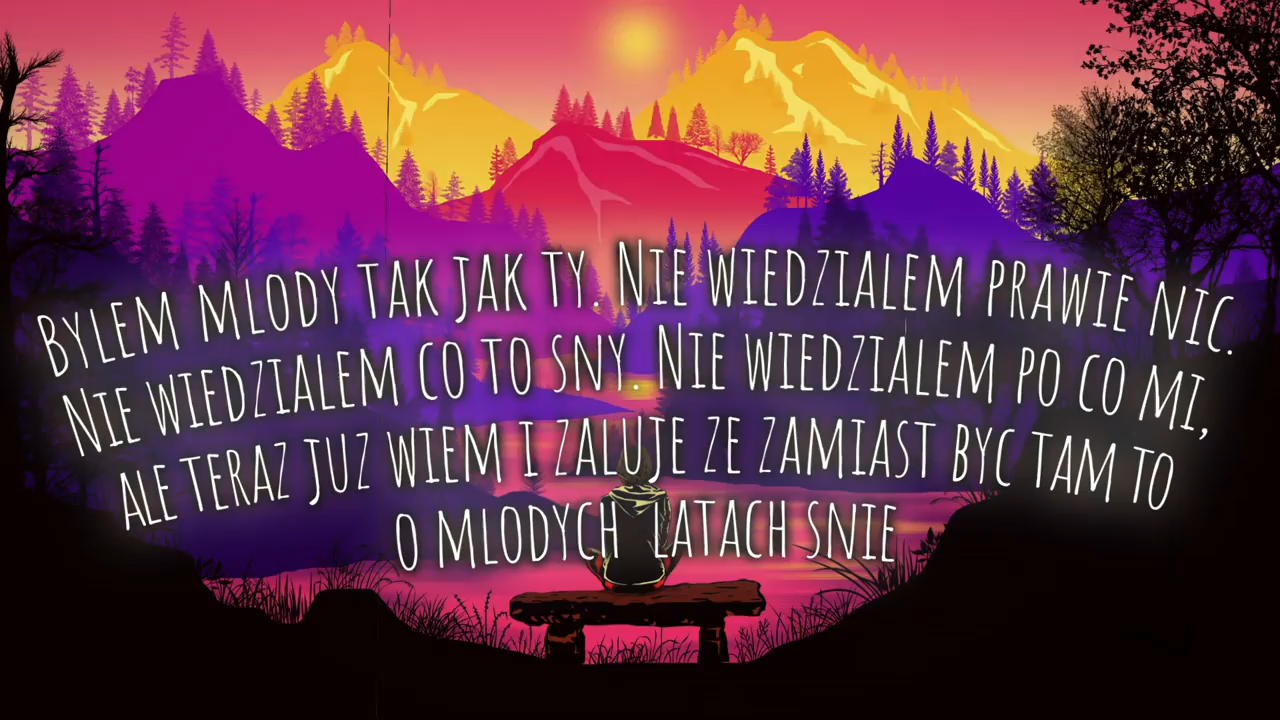 Bylem mlody tak jak ty. Nie wiedzialem prawie nic.
Nie wiedzialem co to sny. Nie wiedzialem po co mi,
ale teraz juz wiem i zaluje ze zamiast byc tam to
o mlodych latach snie